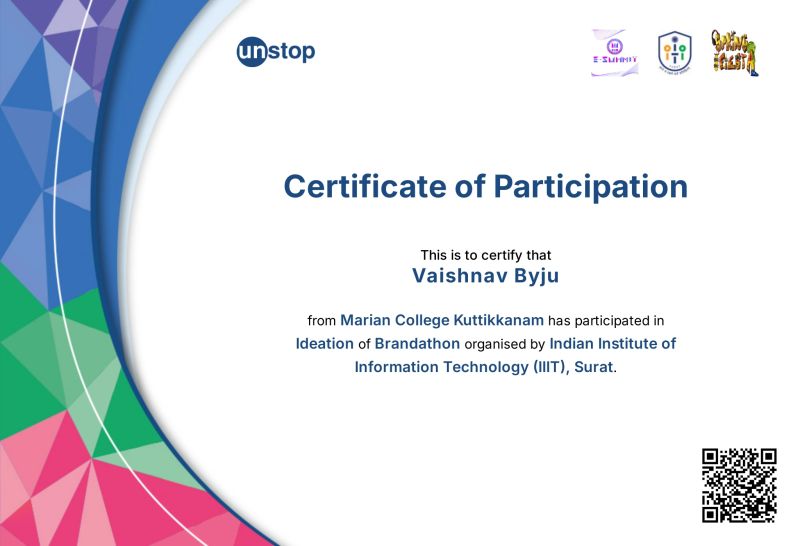 unstop
E-SUMMIT
Certificate of Participation
This is to certify that
Vaishnav Byju
from Marian College Kuttikkanam has participated in
Ideation of Brandathon organised by Indian Institute of
Information Technology (IIIT), Surat.